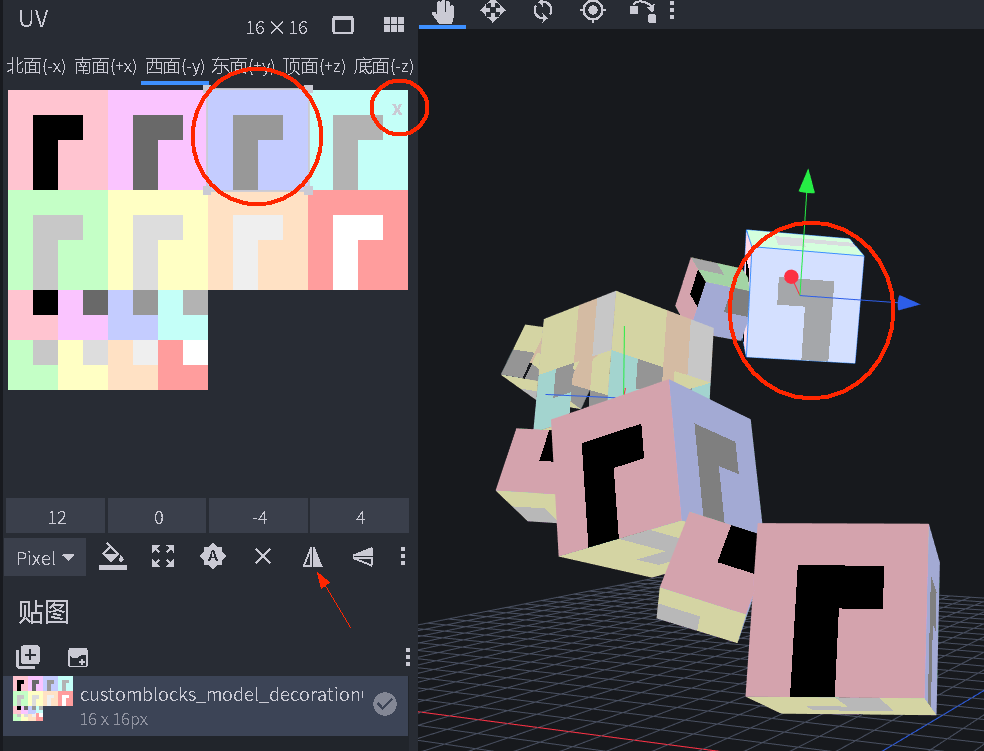 UV
16 × 16
北面(-x) 南面(+x) 西面(-y) 东面(+y) 顶面(+z) 底面(-z)
x
12 0 -4 4
Pixel
A
贴图
customblocks_model_decoration
16 x 16px